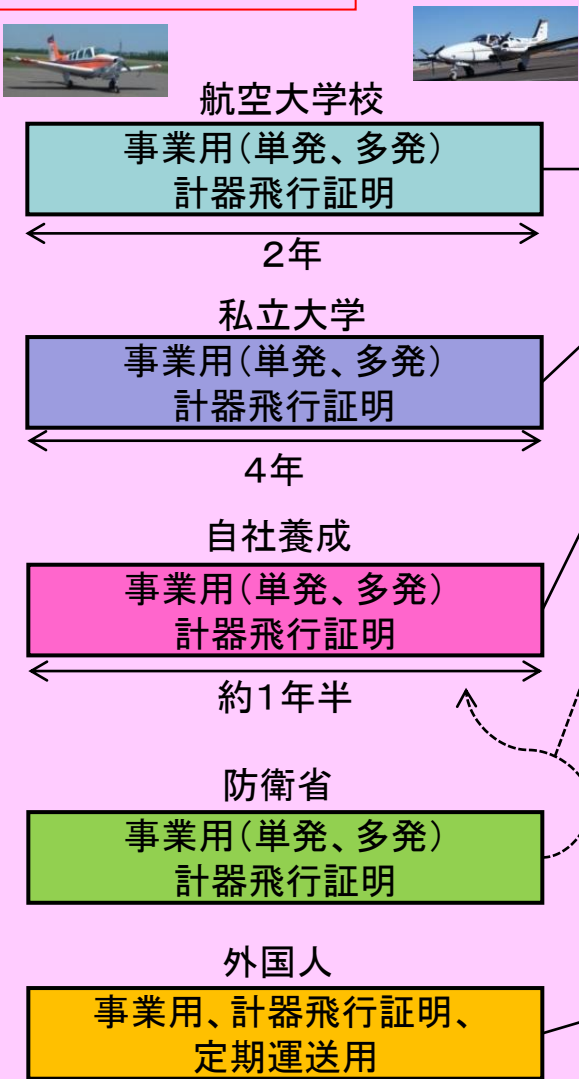 航空大学校
事業用(単発、多発)
計器飛行証明
2年
私立大学
事業用(単発、多発)
計器飛行証明
4年
自社養成
事業用(単発、多発)
計器飛行証明
約1年半
防衛省
事業用(単発、多発)
計器飛行証明
外国人
事業用、計器飛行証明、
定期運送用